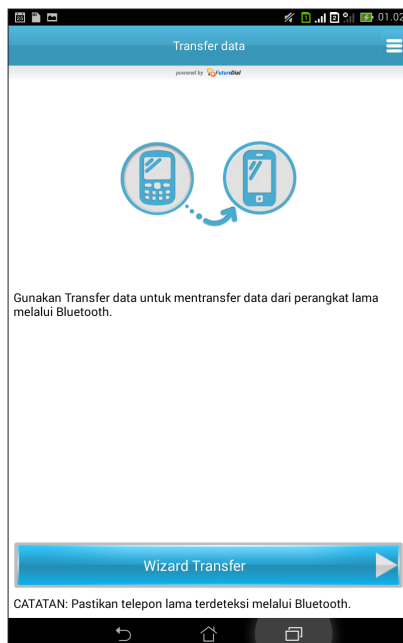 01.02
Transfer data
powered by FutureDial
Gunakan Transfer data untuk mentransfer data dari perangkat lama
melalui Bluetooth.
Wizard Transfer
CATATAN: Pastikan telepon lama terdeteksi melalui Bluetooth.